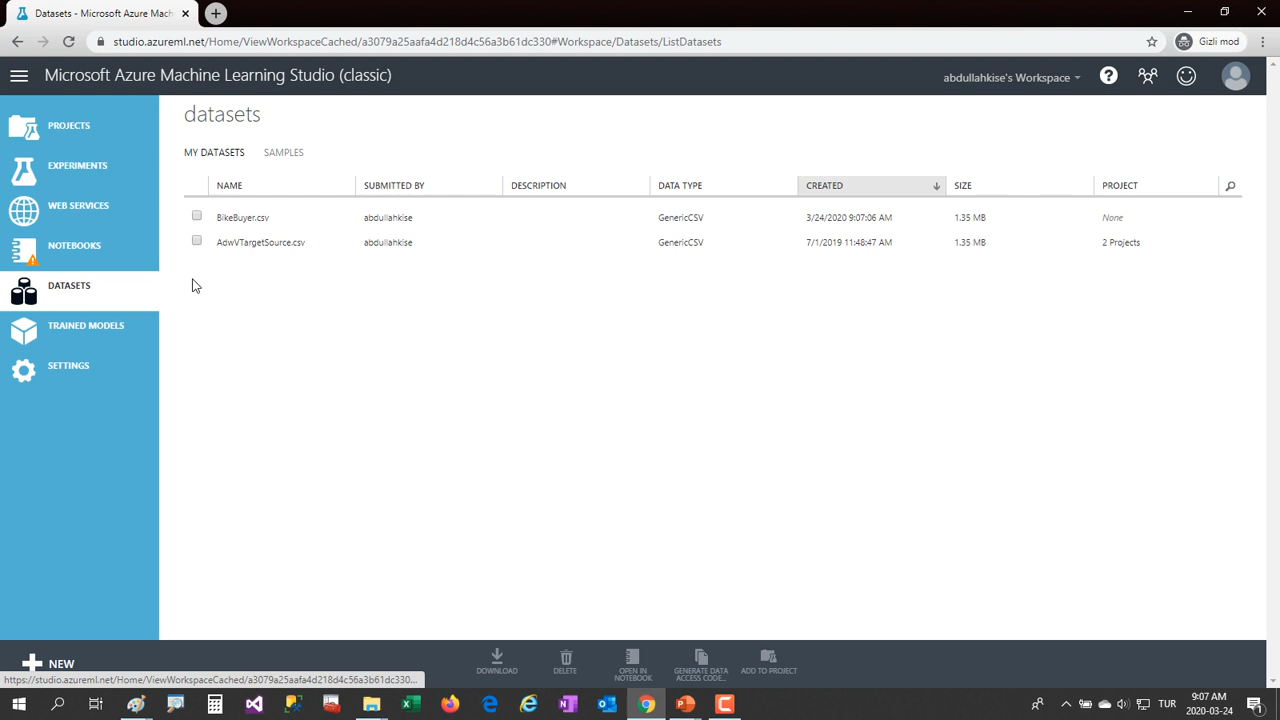 Datasets - Microsoft Azure Mach
studio.azureml.net/Home/ViewWorkspaceCached/a3079a25aafa4d218d4c56a3b61dc330#Workspace/Datasets/ListDatasets
Gizli mod
Microsoft Azure Machine Learning Studio (classic)
abdullahkise's Workspace
PROJECTS
EXPERIMENTS
WEB SERVICES
NOTEBOOKS
DATASETS
TRAINED MODELS
SETTINGS
datasets
MY DATASETS SAMPLES
NAME SUBMITTED BY DESCRIPTION DATA TYPE CREATED SIZE PROJECT
BikeBuyer.csv abdullahkise GenericCSV 3/24/2020 9:07:06 AM 1.35 MB None
AdwVTargetSource.csv abdullahkise GenericCSV 7/1/2019 11:48:47 AM 1.35 MB 2 Projects
NEW
DOWNLOAD
DELETE
OPEN IN
NOTEBOOK
GENERATE DATA
ACCESS CODE...
ADD TO PROJECT
https://studio.azureml.net/Home/ViewWorkspaceCached/a3079a25aafa4d218d4c56a3b61dc330...
TUR
9:07 AM
2020-03-24
1